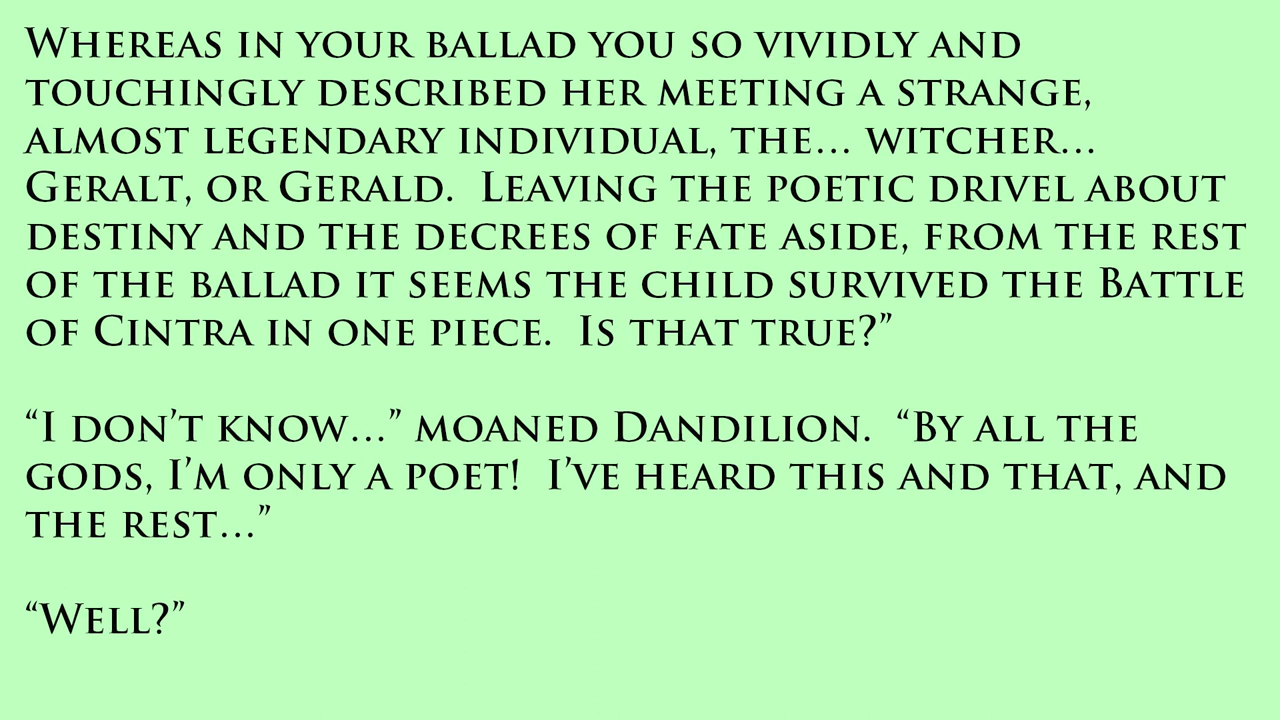 Whereas in your ballad you so vividly and
touchingly described her meeting a strange,
almost legendary individual, the… witcher…
Geralt, or Gerald.  Leaving the poetic drivel about
destiny and the decrees of fate aside, from the rest
of the ballad it seems the child survived the Battle
of Cintra in one piece.  Is that true?”
“I don’t know…” moaned Dandilion.  “By all the
gods, I’m only a poet!  I’ve heard this and that, and
the rest…”
“Well?”